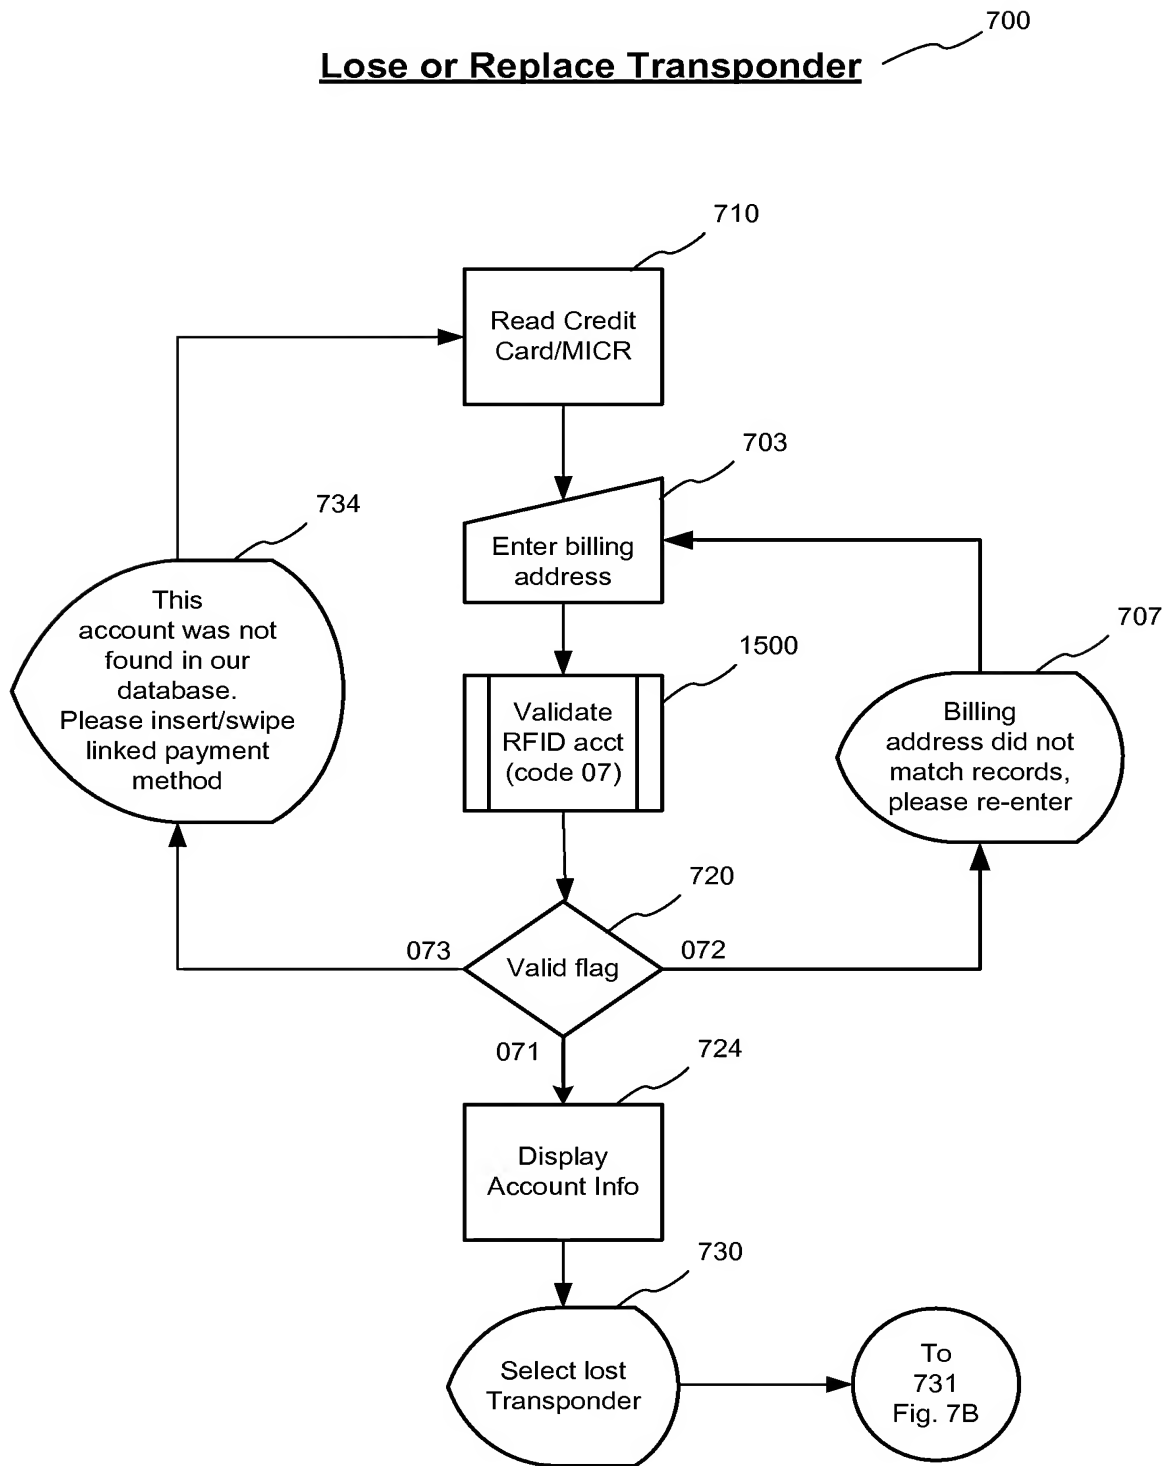 700
Lose or Replace Transponder
710
Read Credit
Card/MICR
703
Enter billing
address
734
This
account was not
found in our
database.
Please insert/swipe
linked payment
method
1500
Validate
RFID acct
(code 07)
707
Billing
address did not
match records,
please re-enter
720
073
Valid flag
072
071
724
Display
Account Info
730
Select lost
Transponder
To
731
Fig. 7B